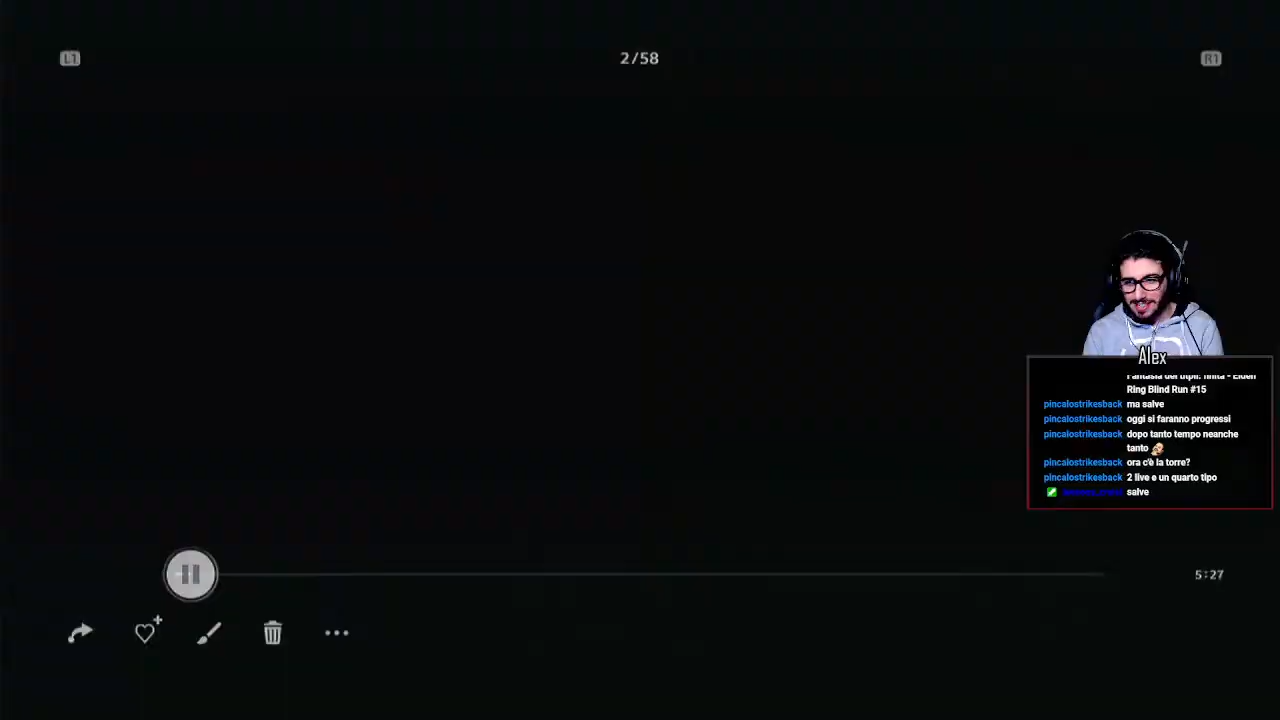 L1
2/58
R1
Alex
Ring Blind Run #15
pincalostrikesback ma salve
pincalostrikesback oggi si faranno progressi
pincalostrikesback dopo tanto tempo neanche
tanto
pincalostrikesback ora c'è la torre?
pincalostrikesback 2 live e un quarto tipo
salve
5:27